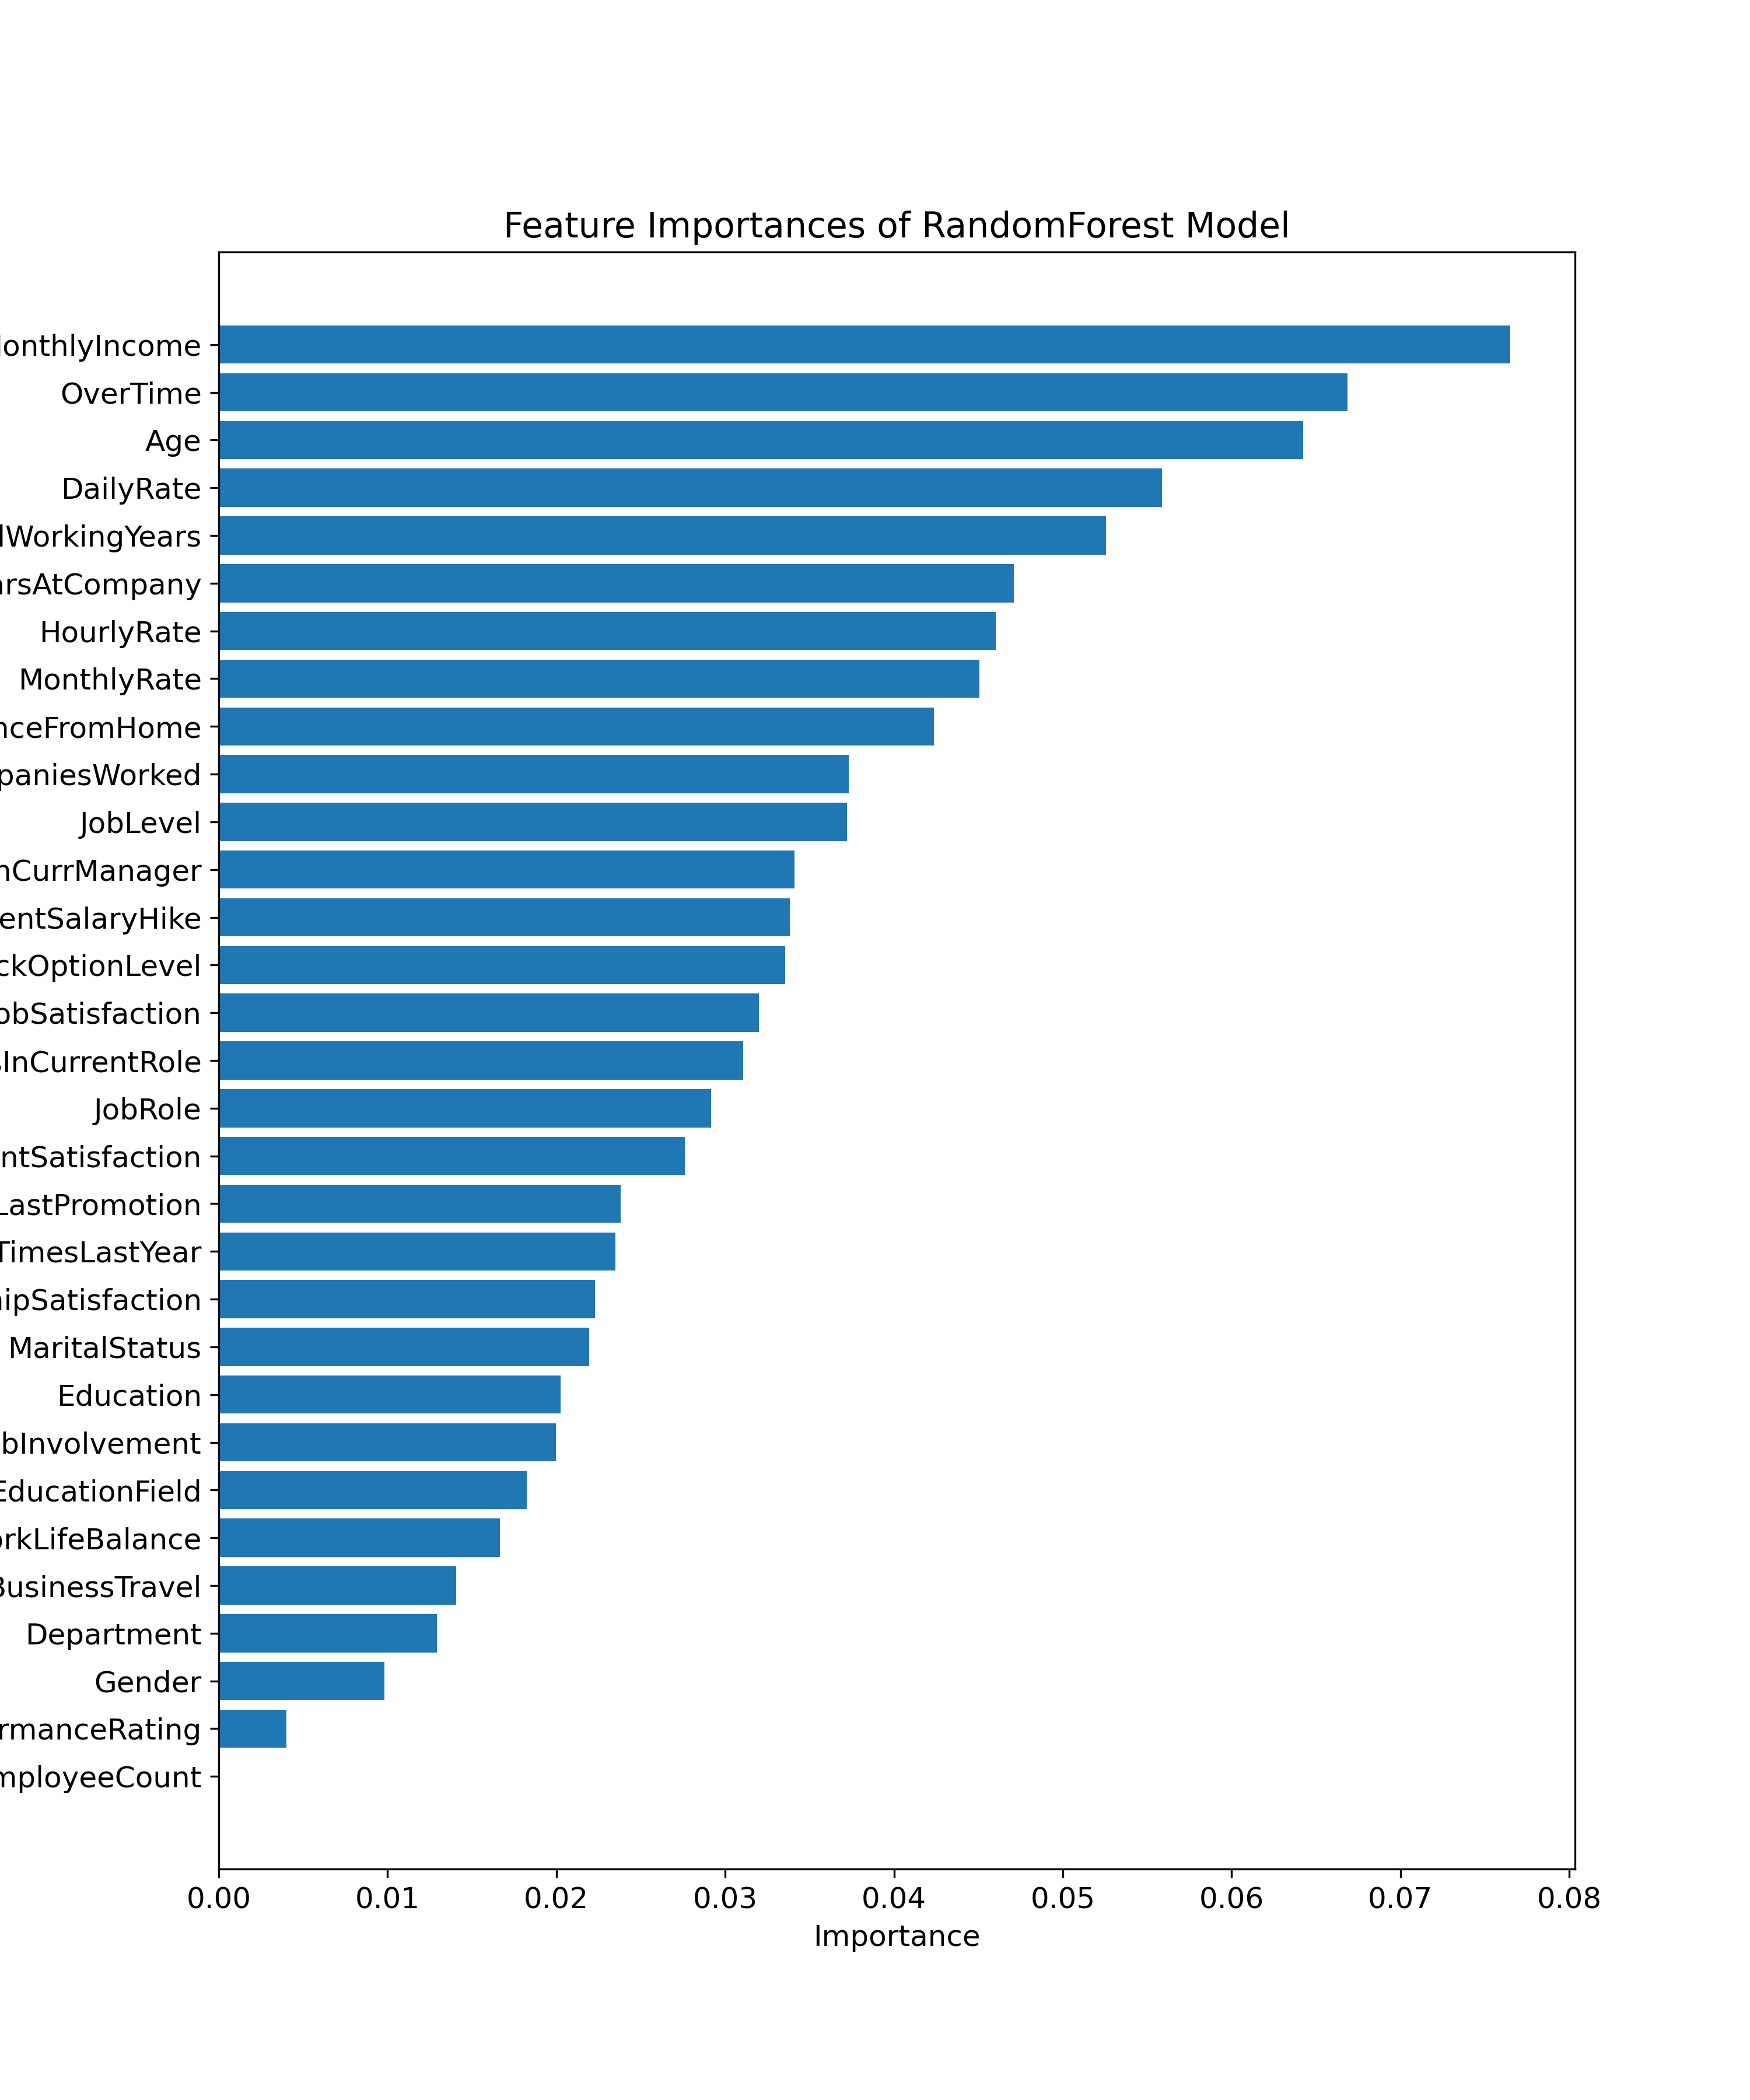 Feature Importances of RandomForest Model
onthlyIncome
OverTime
Age
DailyRate
lWorkingYears
arsAtCompany
HourlyRate
MonthlyRate
nceFromHome
paniesWorked
JobLevel
hCurrManager
entSalaryHike
ckOptionLevel
obSatisfaction
sInCurrentRole
JobRole
ntSatisfaction
LastPromotion
TimesLastYear
hipSatisfaction
MaritalStatus
Education
bInvolvement
EducationField
orkLifeBalance
BusinessTravel
Department
Gender
rmanceRating
mployeeCount
0.00 0.01 0.02 0.03 0.04 0.05 0.06 0.07 0.08
Importance